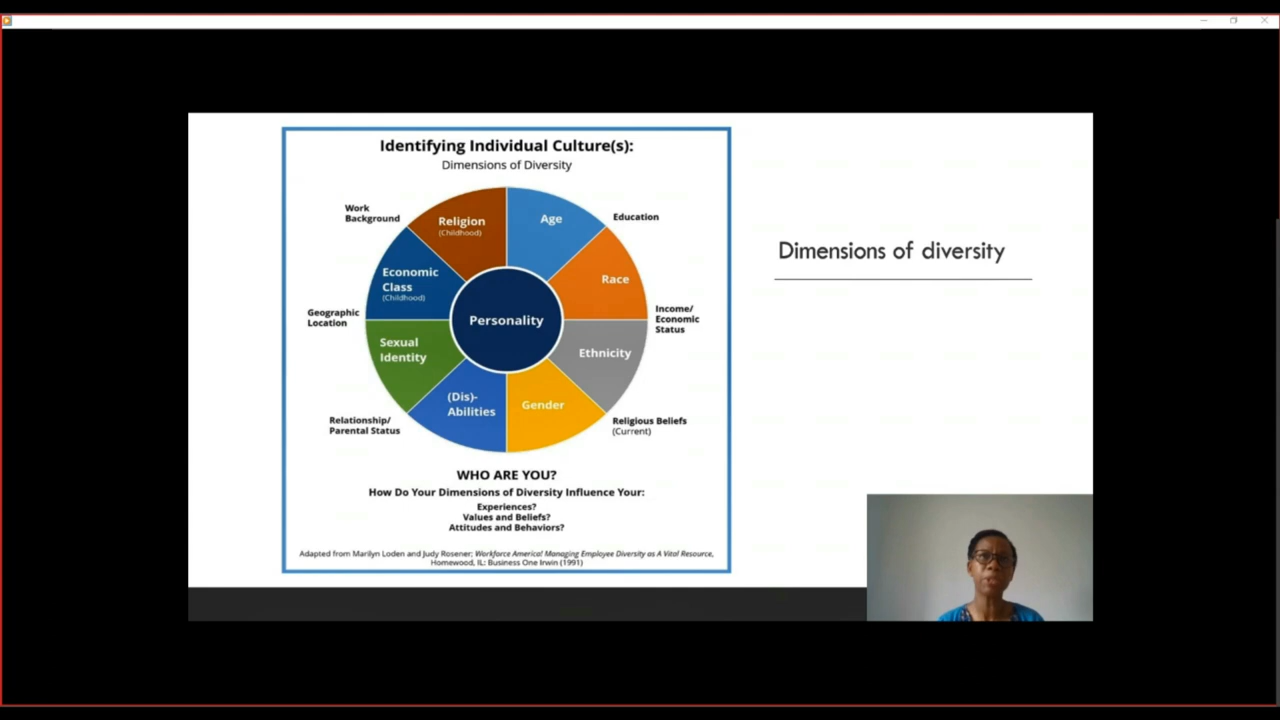 Identifying Individual Culture(s):
Dimensions of Diversity
Work
Background
Religion
(Childhood)
Age
Education
Economic
Class
(Childhood)
Race
Geographic
Location
Personality
Income/
Economic
Status
Sexual
Identity
Ethnicity
(Dis)-
Abilities
Gender
Relationship/
Parental Status
Religious Beliefs
(Current)
WHO ARE YOU?
How Do Your Dimensions of Diversity Influence Your:
Experiences?
Values and Beliefs?
Attitudes and Behaviors?
Adapted from Marilyn Loden and Judy Rosener; Workforce America! Managing Employee Diversity as A Vital Resource,
Homewood, IL: Business One Irwin (1991)
Dimensions of diversity